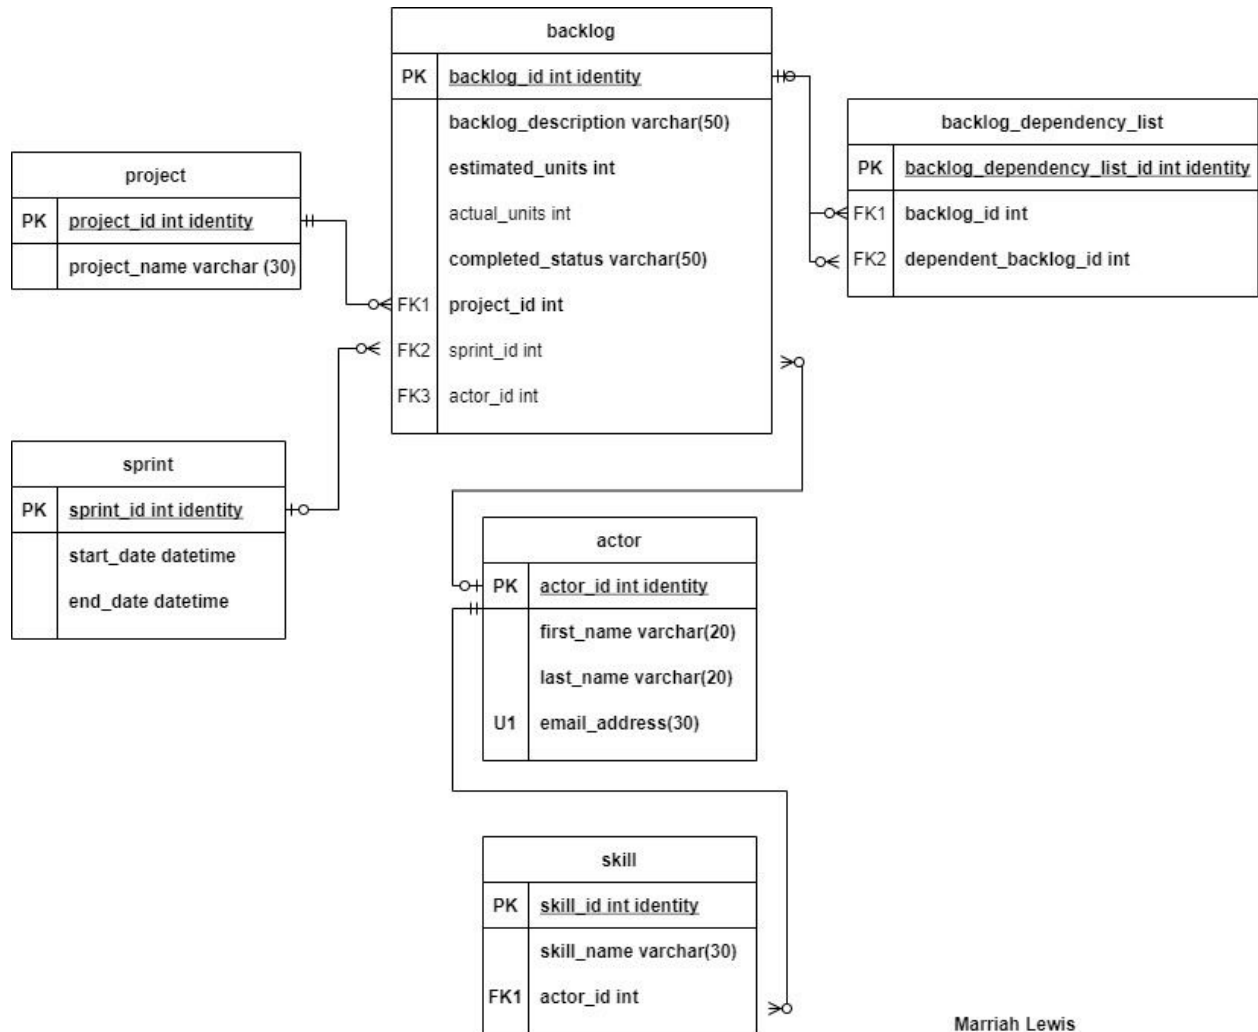 backlog
PK backlog_id int identity
backlog_description varchar(50)
estimated_units int
actual_units int
completed_status varchar(50)
FK1 project_id int
FK2 sprint_id int
FK3 actor_id int
backlog_dependency_list
PK backlog_dependency_list_id int identity
FK1 backlog_id int
FK2 dependent_backlog_id int
project
PK project_id int identity
project_name varchar (30)
sprint
PK sprint_id int identity
start_date datetime
end_date datetime
actor
PK actor_id int identity
first_name varchar(20)
last_name varchar(20)
U1 email_address(30)
skill
PK skill_id int identity
skill_name varchar(30)
FK1 actor_id int
Marriah Lewis